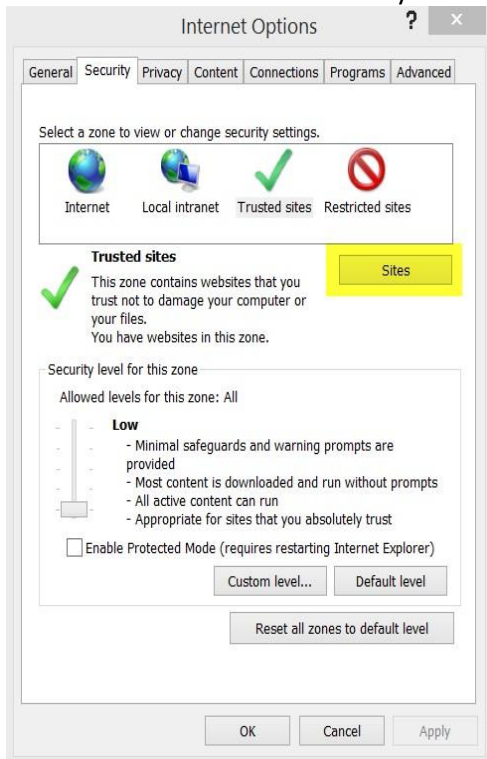 Internet Options
?
x
General Security Privacy Content Connections Programs Advanced
Select a zone to view or change security settings.
Internet Local intranet Trusted sites Restricted sites
Trusted sites
Sites
This zone contains websites that you
trust not to damage your computer or
your files.
You have websites in this zone.
Security level for this zone
Allowed levels for this zone: All
Low
- Minimal safeguards and warning prompts are
provided
- Most content is downloaded and run without prompts
- All active content can run
- Appropriate for sites that you absolutely trust
Enable Protected Mode (requires restarting Internet Explorer)
Custom level... Default level
Reset all zones to default level
OK Cancel Apply